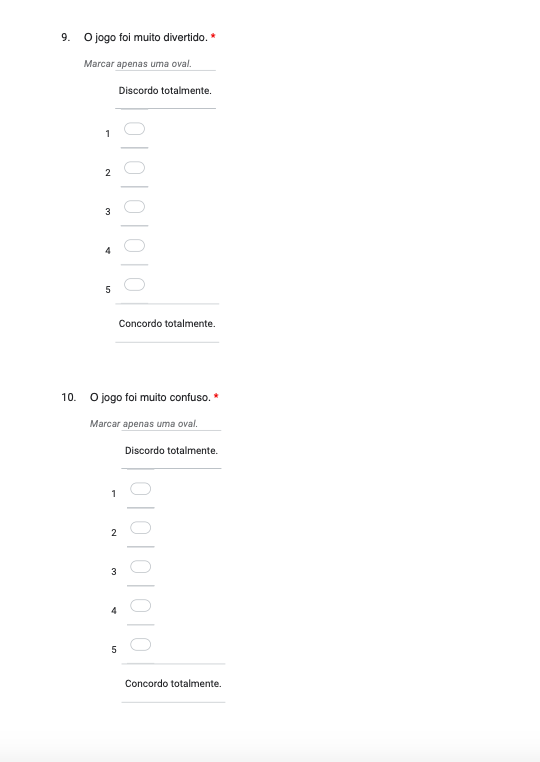 9. O jogo foi muito divertido. *
Marcar apenas uma oval.
Discordo totalmente.
1
2
3
4
5
Concordo totalmente.
10. O jogo foi muito confuso. *
Marcar apenas uma oval.
Discordo totalmente.
1
2
3
4
5
Concordo totalmente.